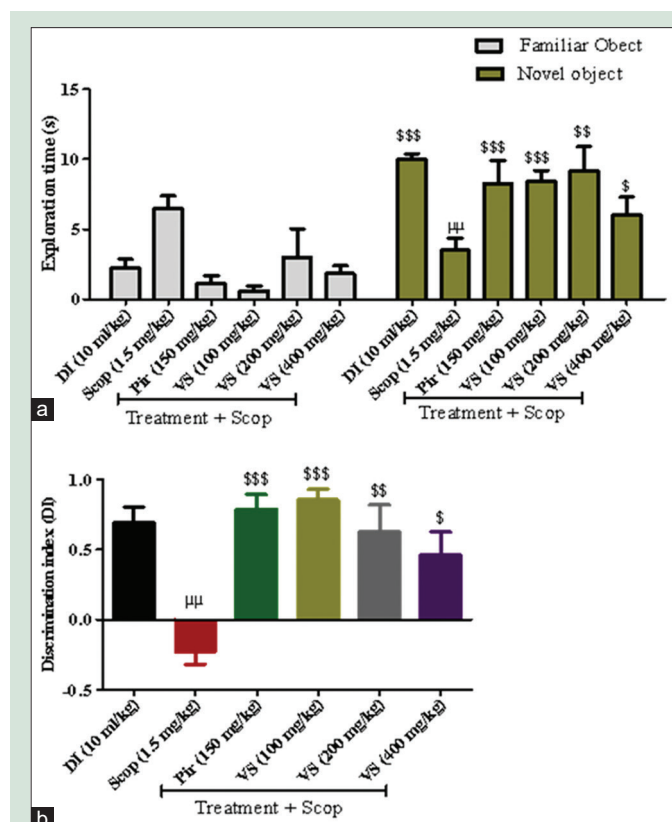 Familiar Obect
Novel object
Exploration time (s)
15
10
5
0
$$$
μμ
$$$
$$$
$$
$
DI (10 ml/kg)
Scop (1.5 mg/kg)
Pir (150 mg/kg)
VS (100 mg/kg)
VS (200 mg/kg)
VS (400 mg/kg)
Treatment + Scop
DI (10 ml/kg)
Scop (1.5 mg/kg)
Pir (150 mg/kg)
VS (100 mg/kg)
VS (200 mg/kg)
VS (400 mg/kg)
Treatment + Scop
a
Discrimination index (DI)
1.0
0.5
0.0
-0.5
μμ
$$$
$$$
$$
$
DI (10 ml/kg)
Scop (1.5 mg/kg)
Pir (150 mg/kg)
VS (100 mg/kg)
VS (200 mg/kg)
VS (400 mg/kg)
Treatment + Scop
b